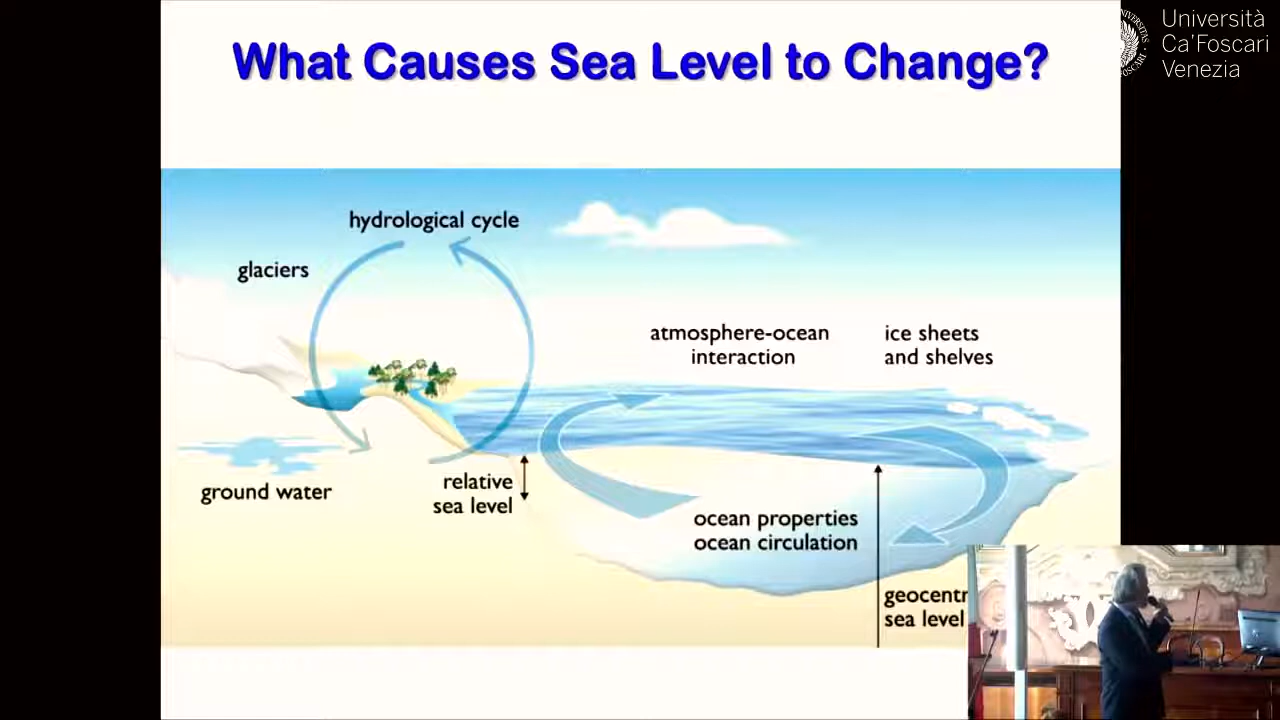 What Causes Sea Level to Change?
Università
Ca'Foscari
Venezia
hydrological cycle
glaciers
atmosphere-ocean
interaction
ice sheets
and shelves
ground water
relative
sea level
ocean properties
ocean circulation
geocentr
sea level